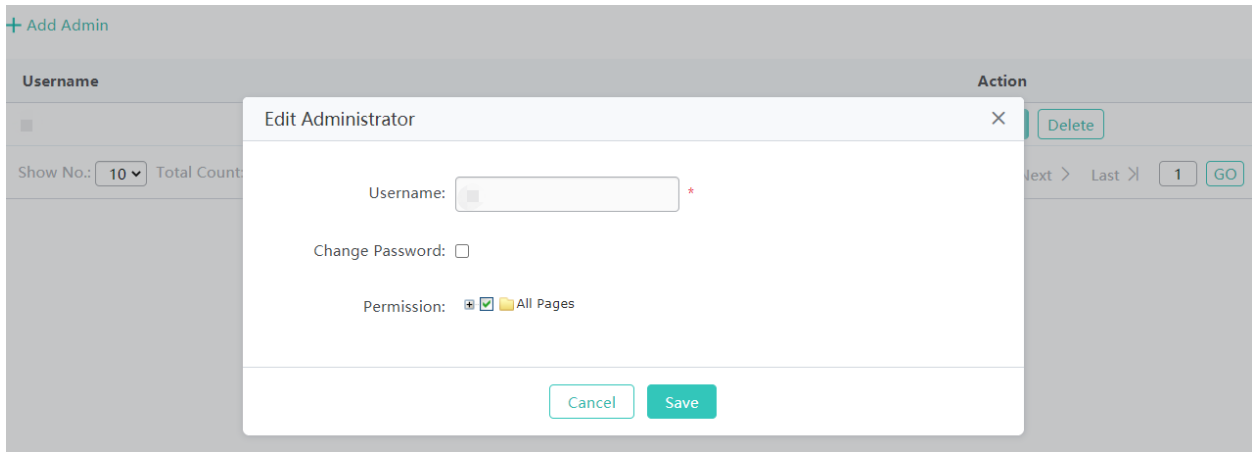 + Add Admin
Username Action
Edit Administrator
Delete
Show No.: 10 Total Count:
Next > Last >| 1 GO
Username: *
Change Password:
Permission: All Pages
Cancel Save